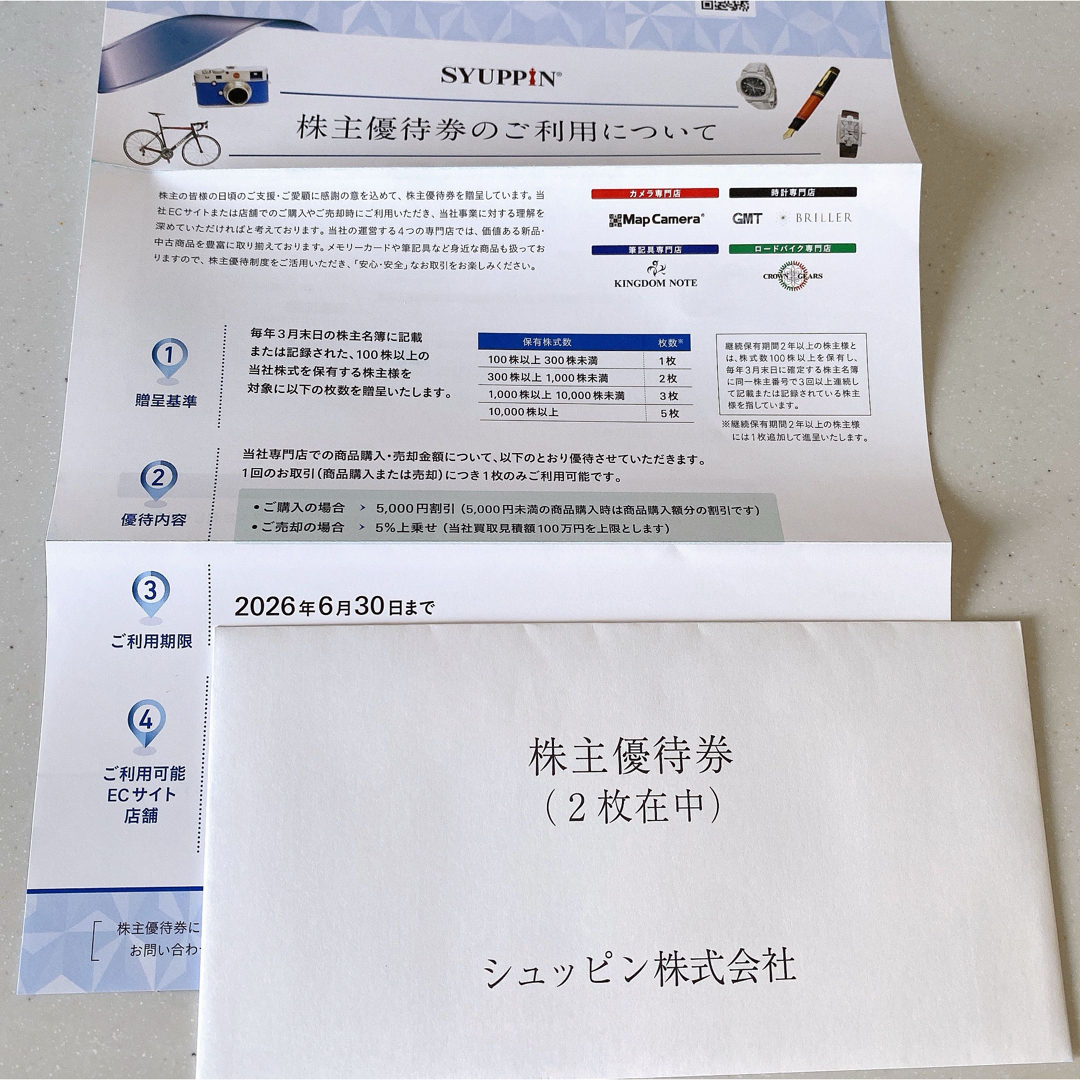 SYUPPIN®
株主優待券のご利用について
株主の皆様の日頃のご支援・ご愛顧に感謝の意を込めて、株主優待券を贈呈しています。当
社ECサイトまたは店舗でのご購入やご売却時にご利用いただき、当社事業に対する理解を
深めていただければと考えております。当社の運営する4つの専門店では、価値ある新品・
中古商品を豊富に取り揃えております。メモリーカードや筆記具など身近な商品も扱ってお
りますので、株主優待制度をご活用いただき、「安心・安全」なお取引をお楽しみください。
カメラ専門店
Map Camera®
時計専門店
GMT
BRILLER
筆記具専門店
KINGDOM NOTE
ロードバイク専門店
CROWN GEARS
1
贈呈基準
毎年3月末日の株主名簿に記載
または記録された、100株以上の
当社株式を保有する株主様を
対象に以下の枚数を贈呈いたします。
保有株式数 枚数※
100株以上 300株未満 1枚
300株以上 1,000株未満 2枚
1,000株以上 10,000株未満 3枚
10,000株以上 5枚
継続保有期間2年以上の株主様と
は、株式数100株以上を保有し、
毎年3月末日に確定する株主名簿
に同一株主番号で3回以上連続し
て記載または記録されている株主
様を指しています。
※継続保有期間2年以上の株主様
には1枚追加して進呈いたします。
2
優待内容
当社専門店での商品購入・売却金額について、以下のとおり優待させていただきます。
1回のお取引(商品購入または売却)につき1枚のみご利用可能です。
・ご購入の場合 > 5,000円割引(5,000円未満の商品購入時は商品購入額分の割引です)
・ご売却の場合 > 5%上乗せ(当社買取見積額100万円を上限とします)
3
ご利用期限
2026年6月30日まで
4
ご利用可能
ECサイト
店舗
株主優待券に
お問い合わ
株主優待券
(2枚在中)
シュッピン株式会社